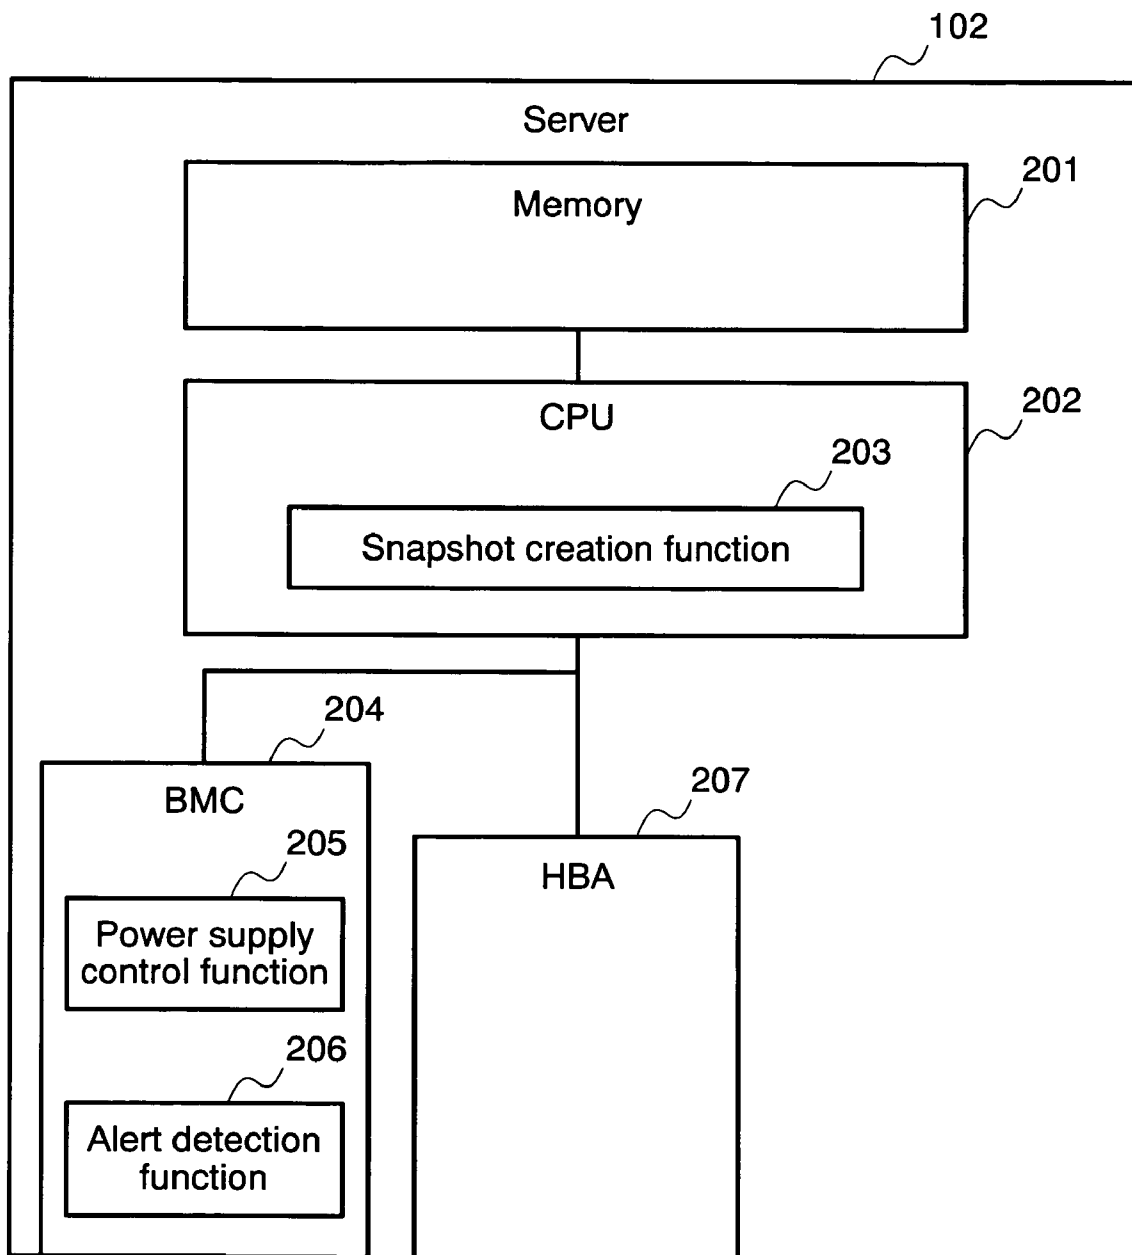 102
Server
201
Memory
202
CPU
203
Snapshot creation function
204
BMC
207
HBA
205
Power supply
control function
206
Alert detection
function